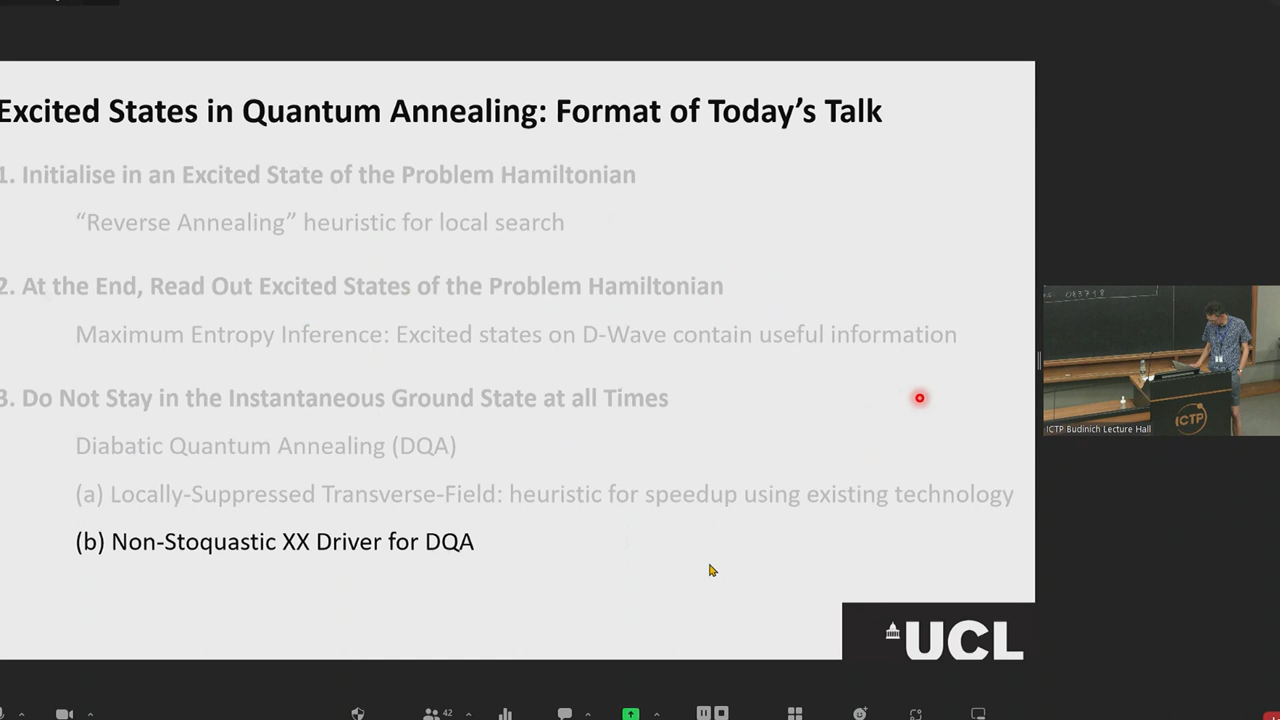 Excited States in Quantum Annealing: Format of Today's Talk
1. Initialise in an Excited State of the Problem Hamiltonian
"Reverse Annealing" heuristic for local search
2. At the End, Read Out Excited States of the Problem Hamiltonian
Maximum Entropy Inference: Excited states on D-Wave contain useful information
3. Do Not Stay in the Instantaneous Ground State at all Times
Diabatic Quantum Annealing (DQA)
(a) Locally-Suppressed Transverse-Field: heuristic for speedup using existing technology
(b) Non-Stoquastic XX Driver for DQA
UCL
ICTP
ICTP Budinich Lecture Hall
42